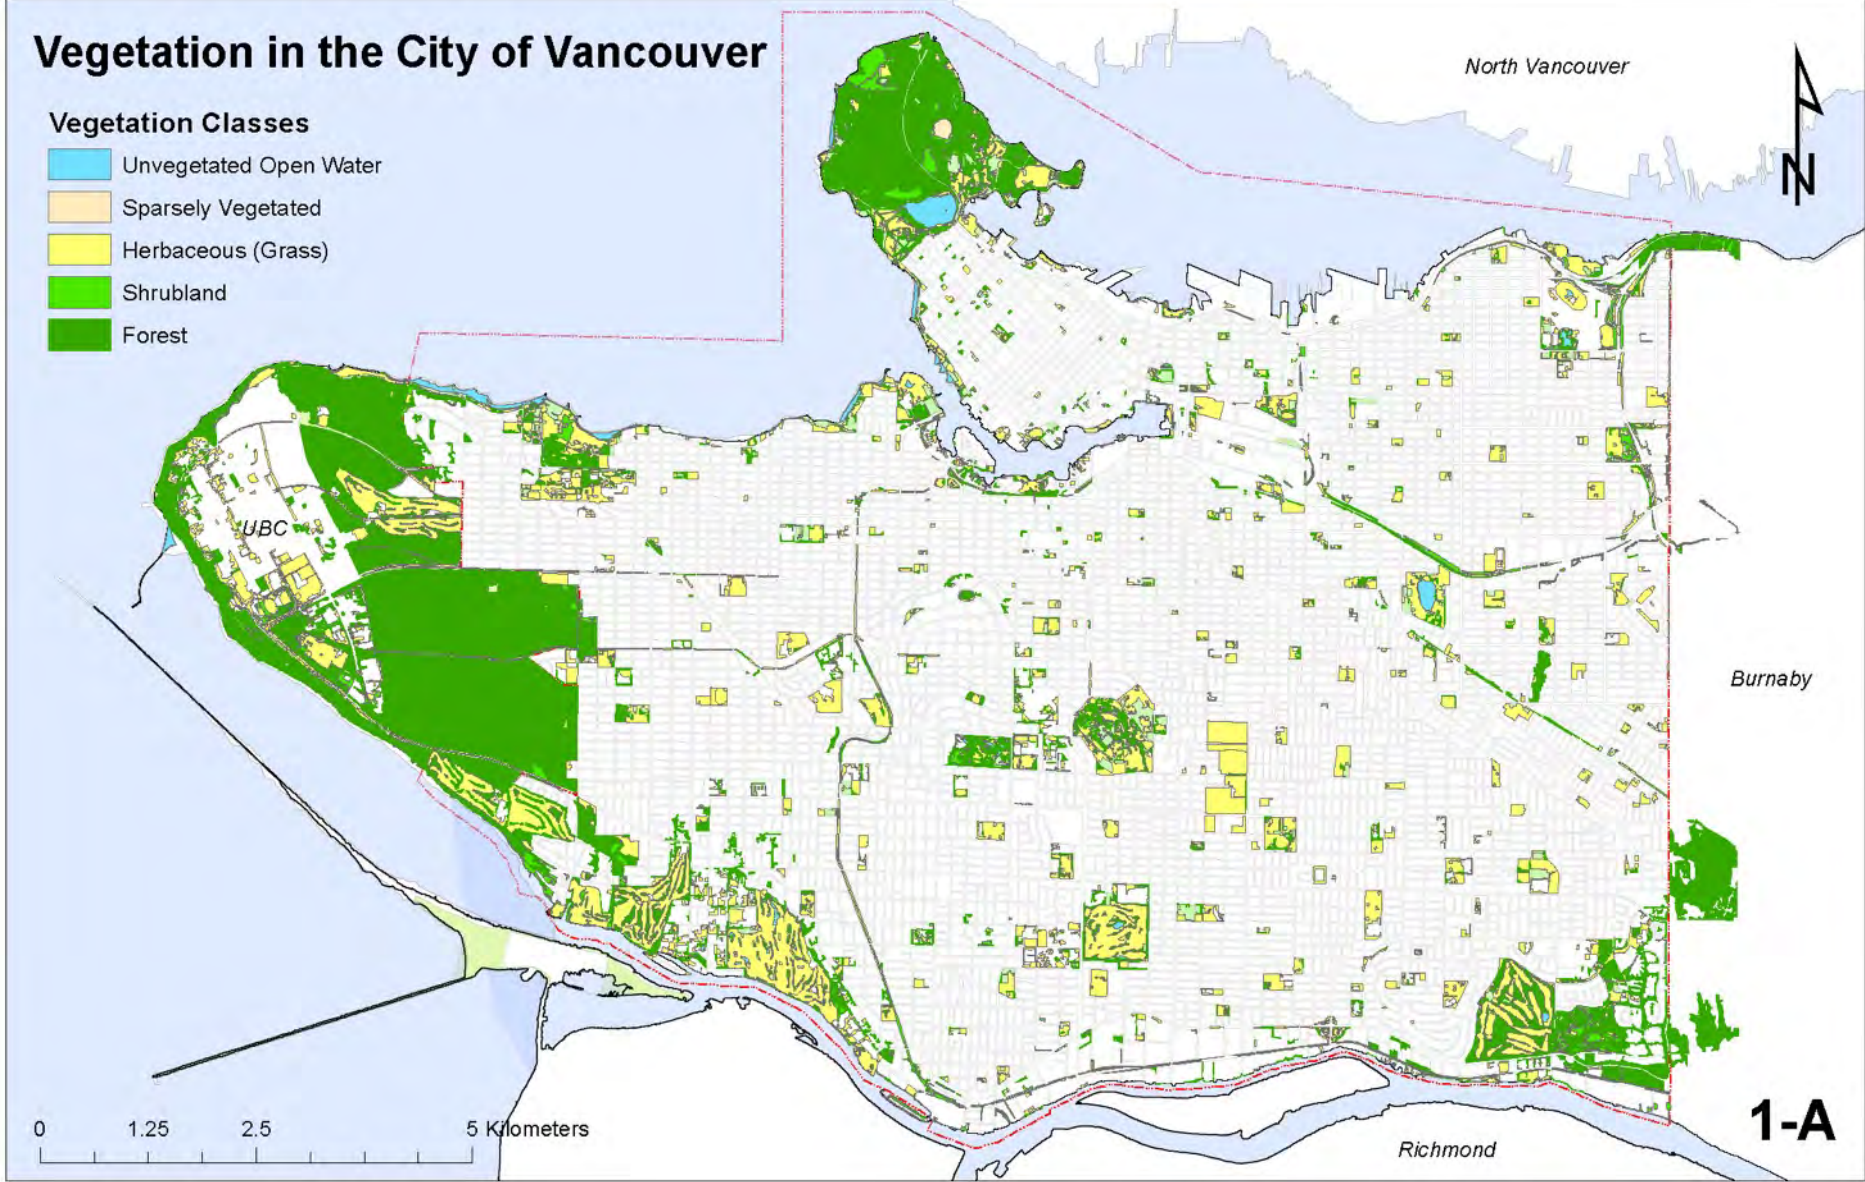 Vegetation in the City of Vancouver
North Vancouver
N
Vegetation Classes
Unvegetated Open Water
Sparsely Vegetated
Herbaceous (Grass)
Shrubland
Forest
UBC
Burnaby
0 1.25 2.5 5 Kilometers
1-A
Richmond